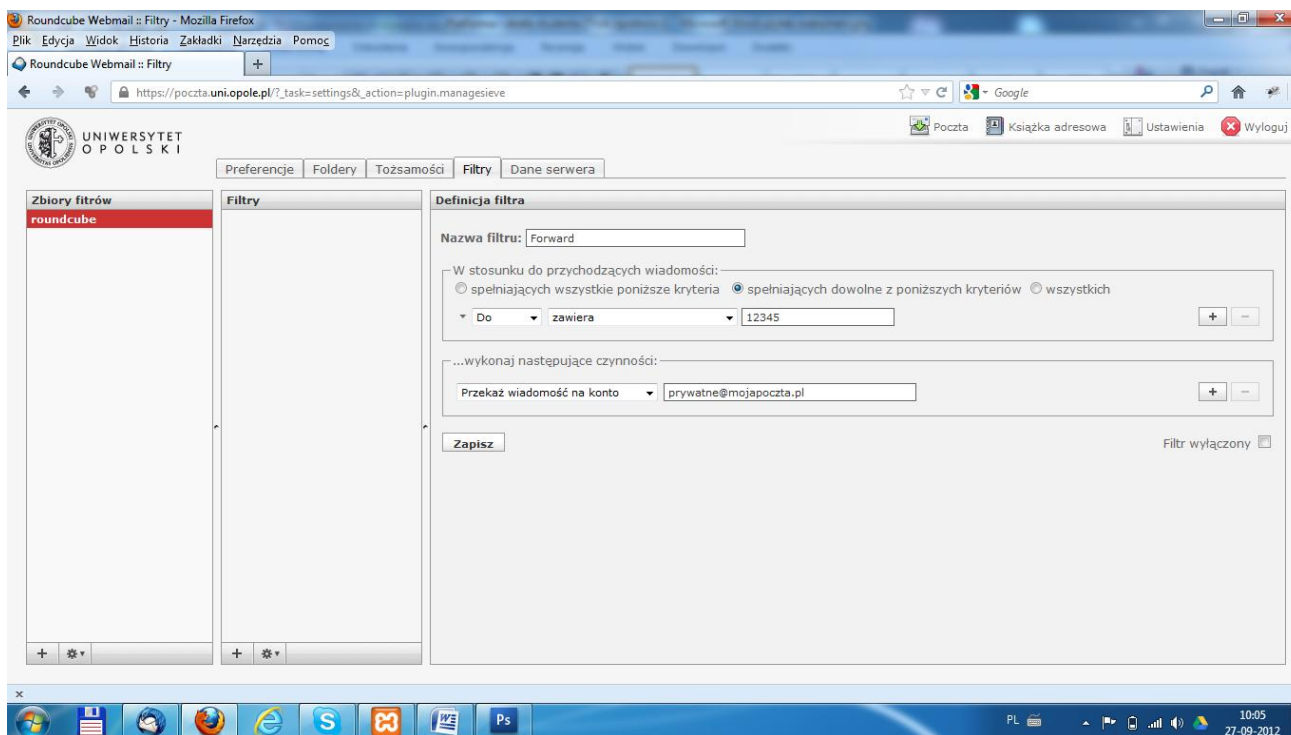 Roundcube Webmail :: Filtry - Mozilla Firefox
Plik Edycja Widok Historia Zakładki Narzędzia Pomoc
Roundcube Webmail :: Filtry
https://poczta.uni.opole.pl/?_task=settings&_action=plugin.managesieve
Google
UNIWERSYTET
OPOLSKI
Poczta Książka adresowa Ustawienia Wyloguj
Preferencje Foldery Tożsamości Filtry Dane serwera
Zbiory fitrów Filtry Definicja filtra
roundcube
Nazwa filtru: Forward
W stosunku do przychodzących wiadomości:
spełniających wszystkie poniższe kryteria spełniających dowolne z poniższych kryteriów wszystkich
Do zawiera 12345
...wykonaj następujące czynności:
Przekaż wiadomość na konto prywatne@mojapoczta.pl
Zapisz Filtr wyłączony
PL 10:05
27-09-2012